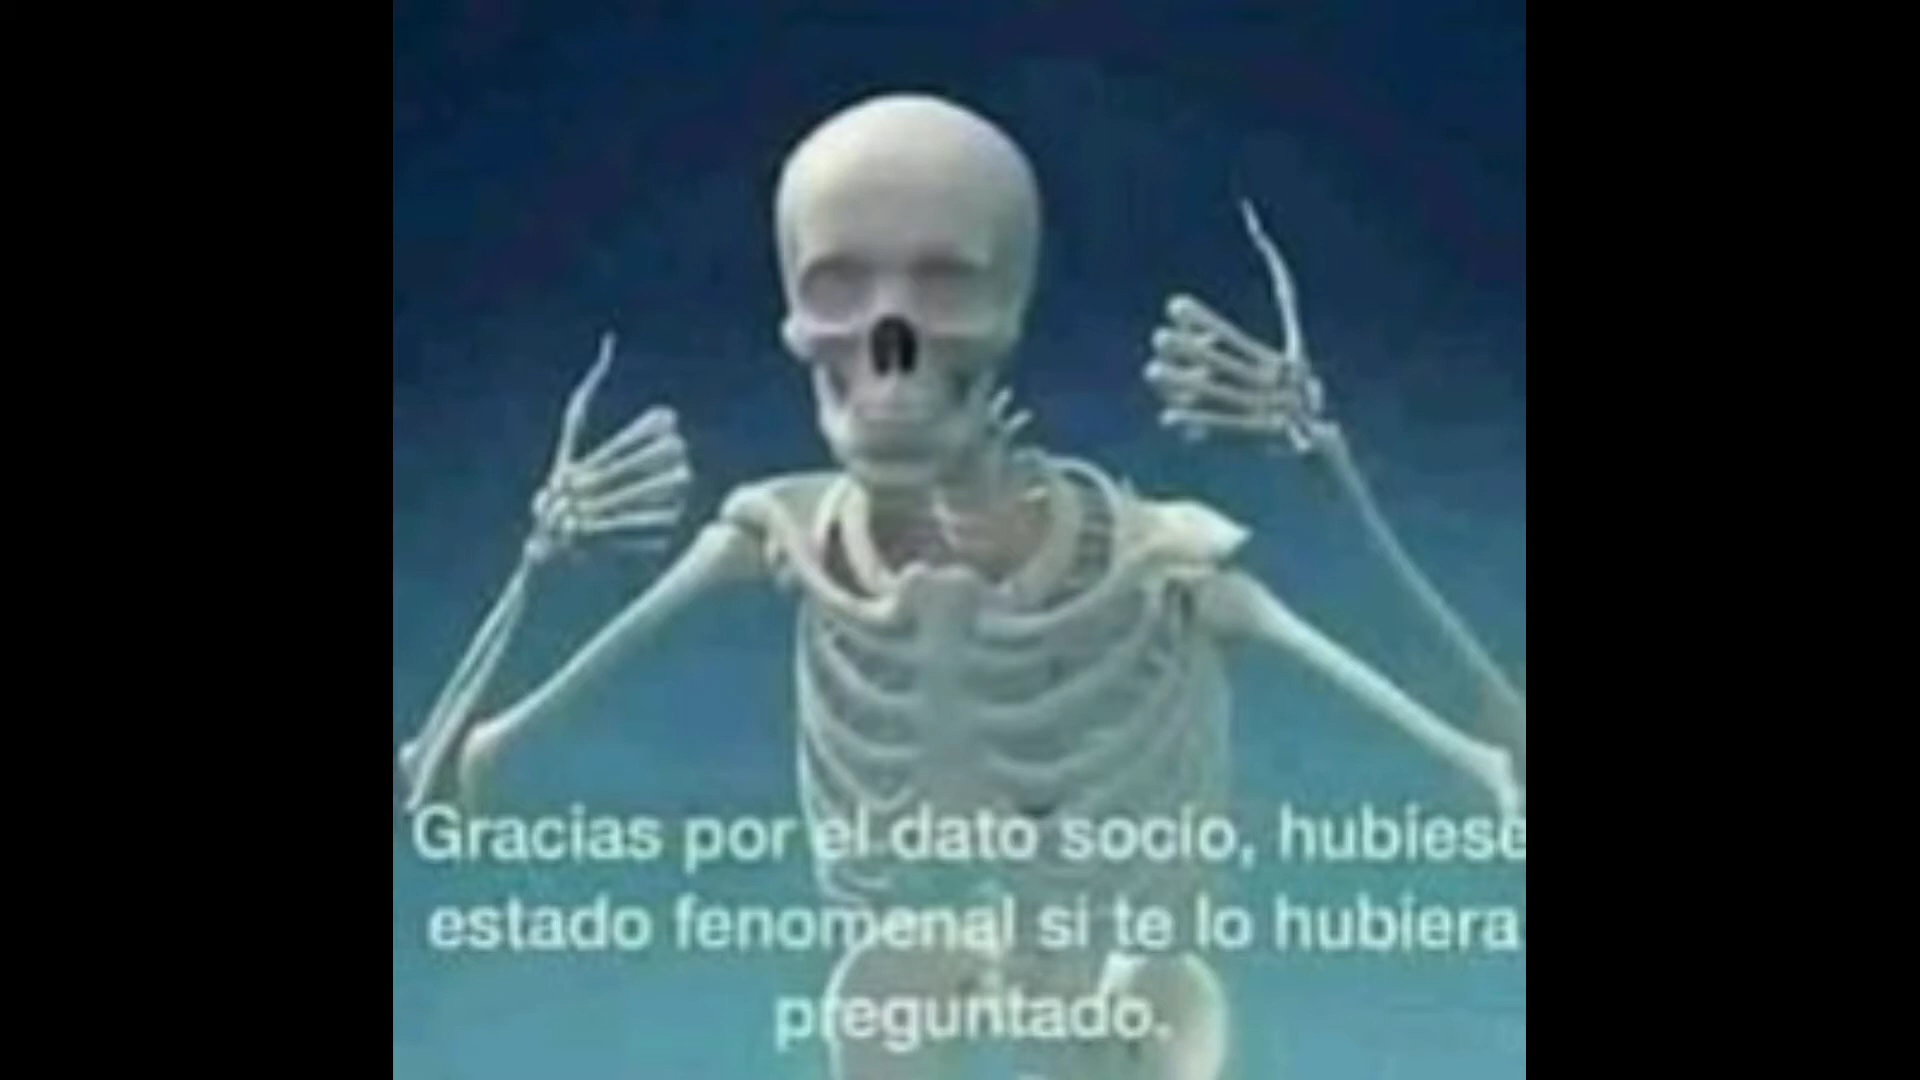 Gracias por el dato socio, hubiese
estado fenomenal si te lo hubiera
preguntado.